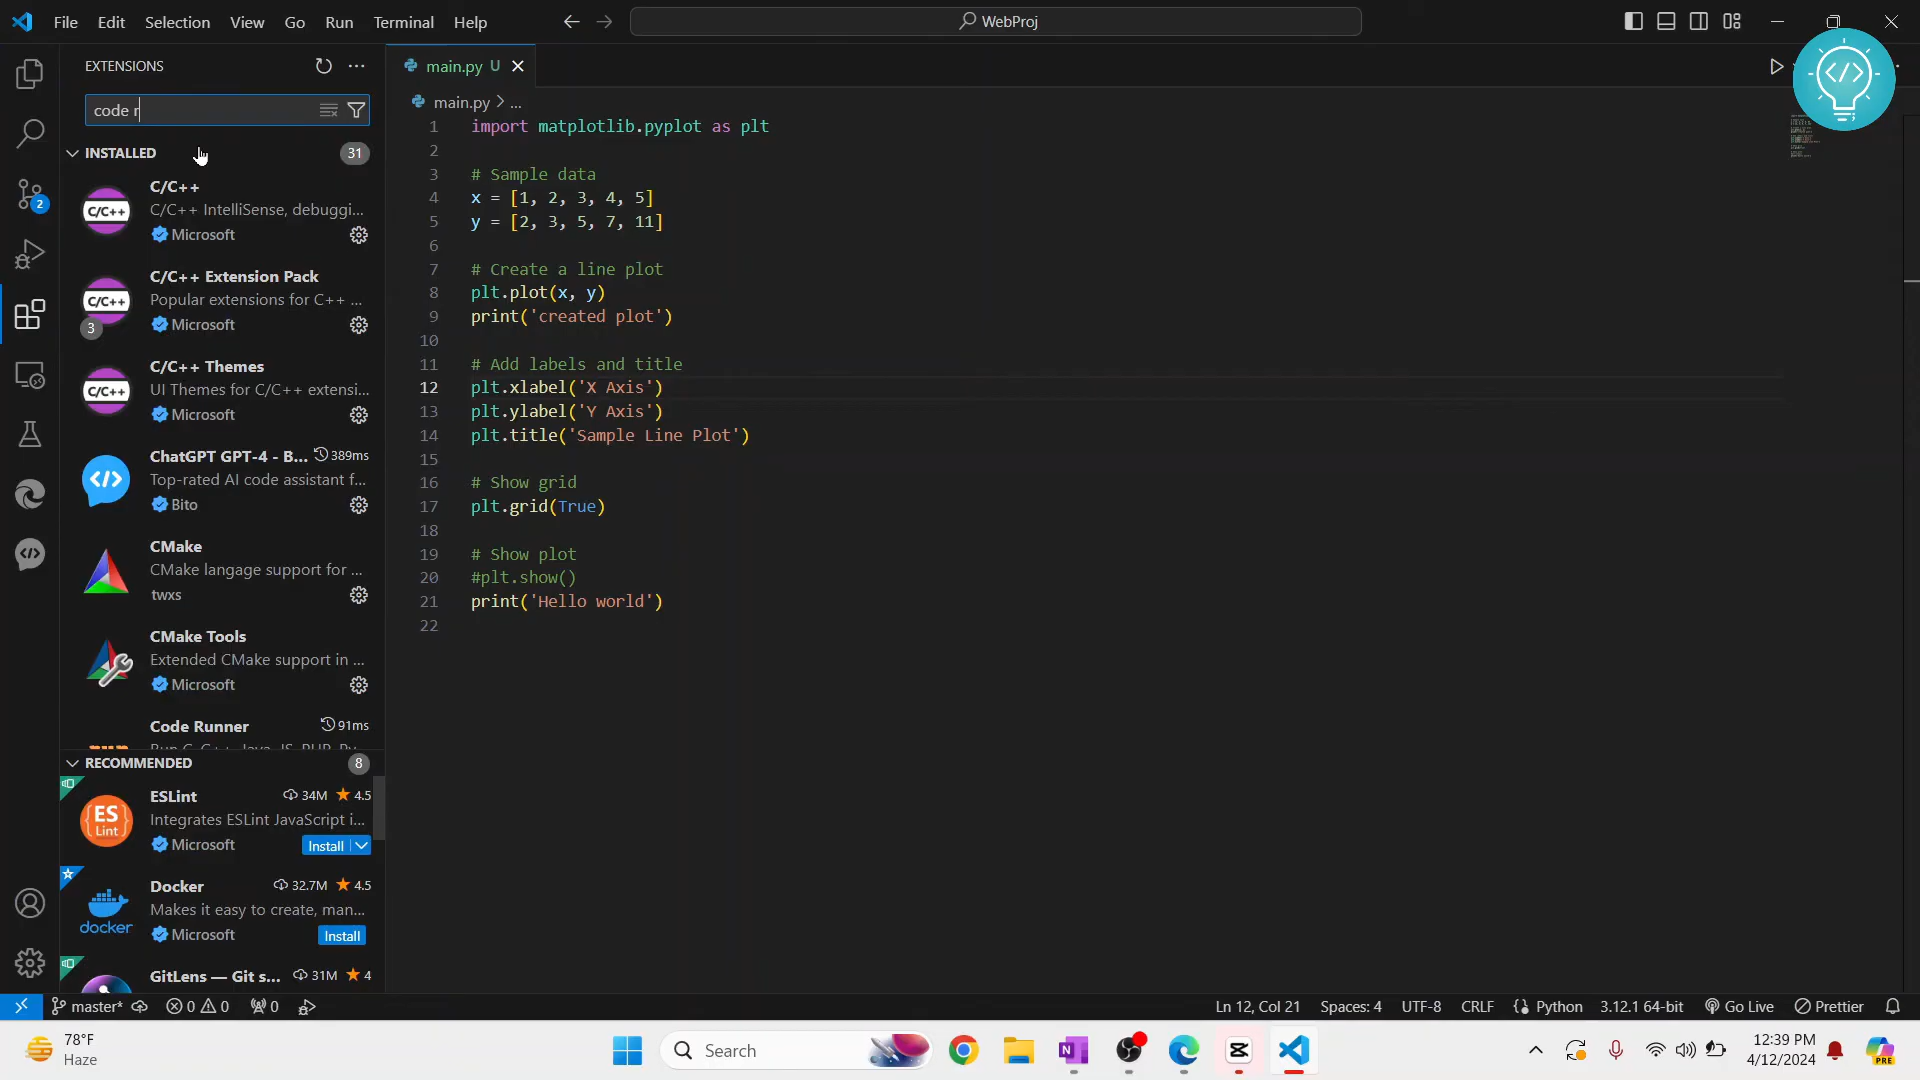 File Edit Selection View Go Run Terminal Help
WebProj
EXTENSIONS
code r
INSTALLED 31
C/C++
C/C++ IntelliSense, debuggi...
Microsoft
C/C++ Extension Pack
Popular extensions for C++ ...
3
Microsoft
C/C++ Themes
UI Themes for C/C++ extensi...
Microsoft
ChatGPT GPT-4 - B... 389ms
Top-rated AI code assistant f...
Bito
CMake
CMake langage support for ...
twxs
CMake Tools
Extended CMake support in ...
Microsoft
Code Runner 91ms
RECOMMENDED 8
ESLint 34M 4.5
Integrates ESLint JavaScript i...
Microsoft Install
Docker 32.7M 4.5
Makes it easy to create, man...
Microsoft Install
GitLens — Git s... 31M 4
main.py U
main.py > ...
1 import matplotlib.pyplot as plt
2
3 # Sample data
4 x = [1, 2, 3, 4, 5]
5 y = [2, 3, 5, 7, 11]
6
7 # Create a line plot
8 plt.plot(x, y)
9 print('created plot')
10
11 # Add labels and title
12 plt.xlabel('X Axis')
13 plt.ylabel('Y Axis')
14 plt.title('Sample Line Plot')
15
16 # Show grid
17 plt.grid(True)
18
19 # Show plot
20 #plt.show()
21 print('Hello world')
22
master* 0 0 0 Ln 12, Col 21 Spaces: 4 UTF-8 CRLF Python 3.12.1 64-bit Go Live Prettier
78°F
Haze
Search
12:39 PM
4/12/2024